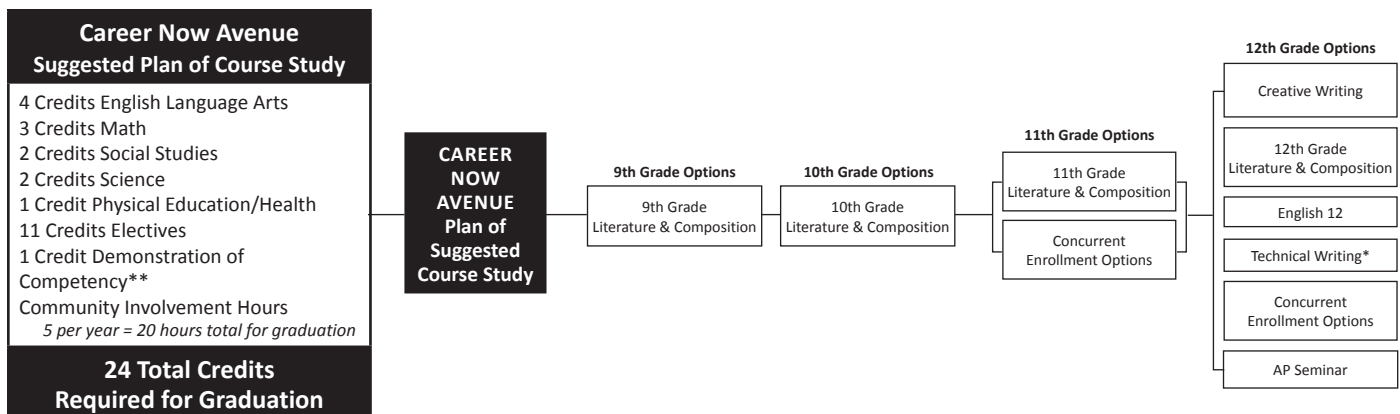 Career Now Avenue
Suggested Plan of Course Study
4 Credits English Language Arts
3 Credits Math
2 Credits Social Studies
2 Credits Science
1 Credit Physical Education/Health
11 Credits Electives
1 Credit Demonstration of
Competency**
Community Involvement Hours
5 per year = 20 hours total for graduation
24 Total Credits
Required for Graduation
CAREER
NOW
AVENUE
Plan of
Suggested
Course Study
9th Grade Options
9th Grade
Literature & Composition
10th Grade Options
10th Grade
Literature & Composition
11th Grade Options
11th Grade
Literature & Composition
Concurrent
Enrollment Options
12th Grade Options
Creative Writing
12th Grade
Literature & Composition
English 12
Technical Writing*
Concurrent
Enrollment Options
AP Seminar